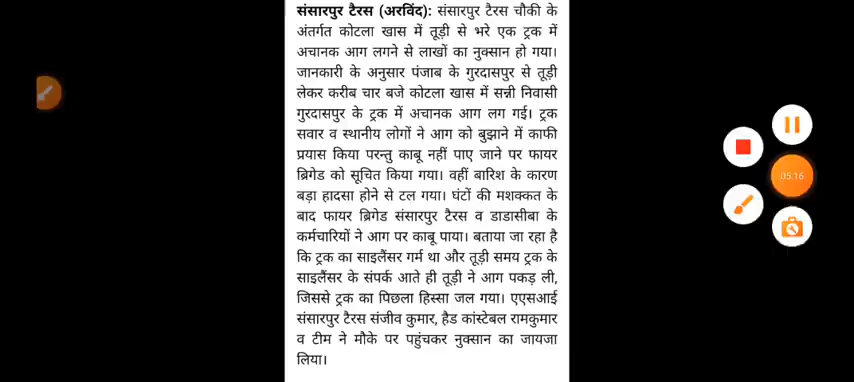 संसारपुर टैरस (अरविंद): संसारपुर टैरस चौकी के
अंतर्गत कोटला खास में तूड़ी से भरे एक ट्रक में
अचानक आग लगने से लाखों का नुक्सान हो गया।
जानकारी के अनुसार पंजाब के गुरदासपुर से तूड़ी
लेकर करीब चार बजे कोटला खास में सन्नी निवासी
गुरदासपुर के ट्रक में अचानक आग लग गई। ट्रक
सवार व स्थानीय लोगों ने आग को बुझाने में काफी
प्रयास किया परन्तु काबू नहीं पाए जाने पर फायर
ब्रिगेड को सूचित किया गया। वहीं बारिश के कारण
बड़ा हादसा होने से टल गया। घंटों की मशक्कत के
बाद फायर ब्रिगेड संसारपुर टैरस व डाडासीबा के
कर्मचारियों ने आग पर काबू पाया। बताया जा रहा है
कि ट्रक का साइलैंसर गर्म था और तूड़ी समय ट्रक के
साइलैंसर के संपर्क आते ही तूड़ी ने आग पकड़ ली,
जिससे ट्रक का पिछला हिस्सा जल गया। एएसआई
संसारपुर टैरस संजीव कुमार, हैड कांस्टेबल रामकुमार
व टीम ने मौके पर पहुंचकर नुक्सान का जायजा
लिया।
05:16